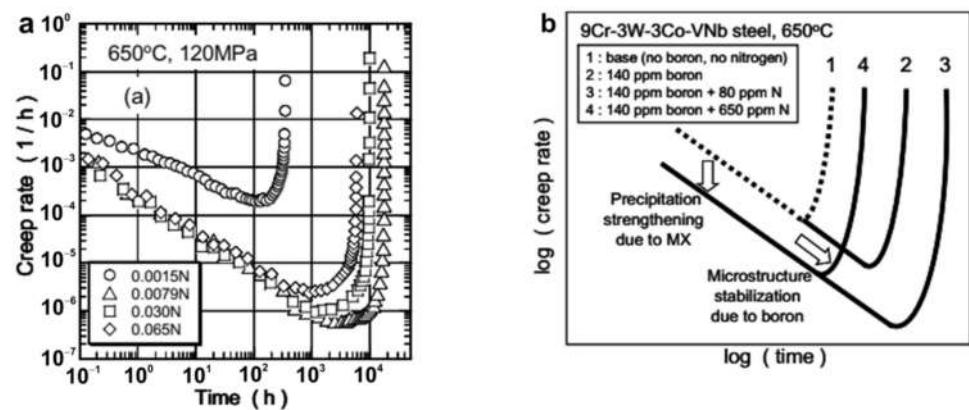 a
650°C, 120MPa
(a)
Creep rate ( 1 / h )
10⁰
10⁻¹
10⁻²
10⁻³
10⁻⁴
10⁻⁵
10⁻⁶
10⁻⁷
0.0015N
0.0079N
0.030N
0.065N
10⁻¹ 10⁰ 10¹ 10² 10³ 10⁴
Time ( h )
b
9Cr-3W-3Co-VNb steel, 650°C
1 : base (no boron, no nitrogen)
2 : 140 ppm boron
3 : 140 ppm boron + 80 ppm N
4 : 140 ppm boron + 650 ppm N
1 4 2 3
log ( creep rate )
Precipitation
strengthening
due to MX
Microstructure
stabilization
due to boron
log ( time )